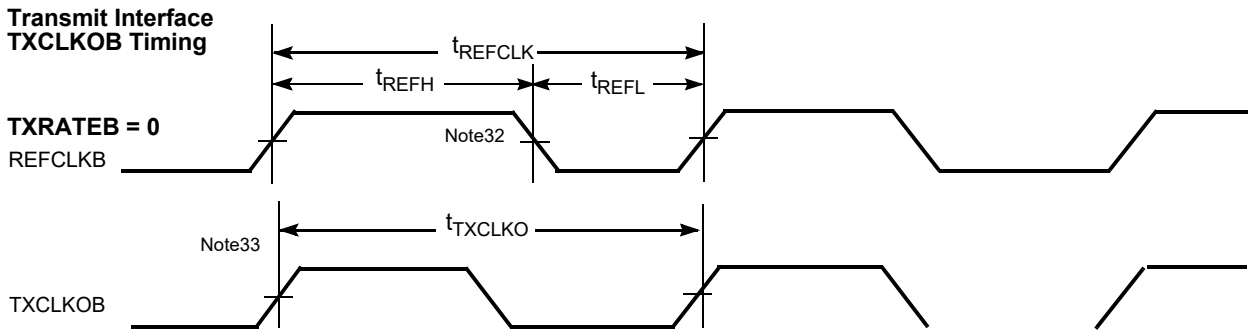 Transmit Interface
TXCLKOB Timing
tREFCLK
tREFH
tREFL
TXRATEB = 0
Note32
REFCLKB
tTXCLKO
Note33
TXCLKOB